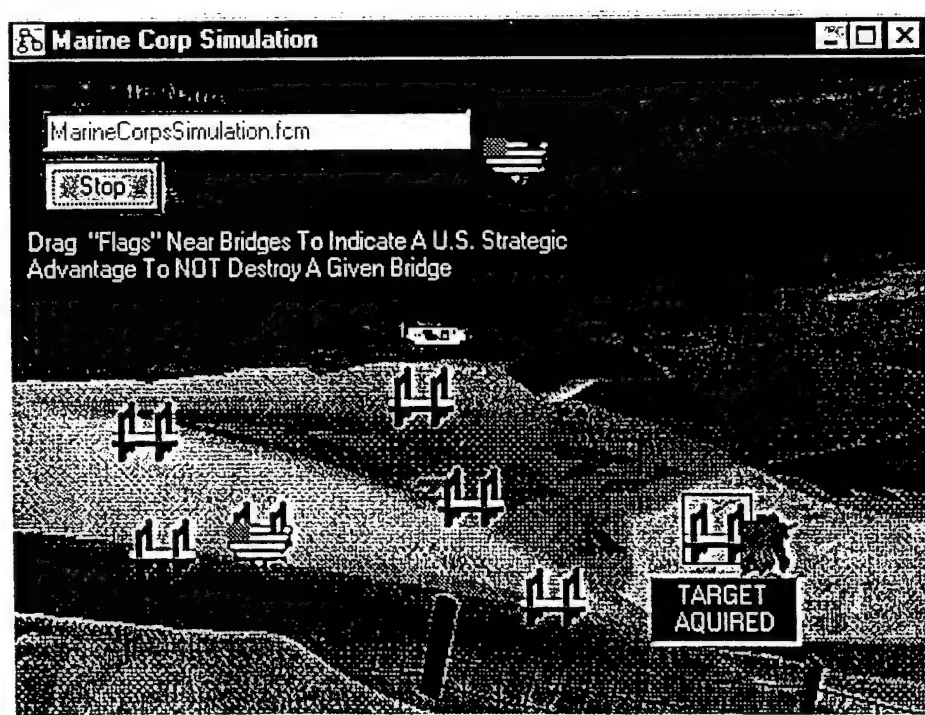 Marine Corp Simulation
MarineCorpsSimulation.fcm
Stop
Drag "Flags" Near Bridges To Indicate A U.S. Strategic
Advantage To NOT Destroy A Given Bridge
TARGET
AQUIRED